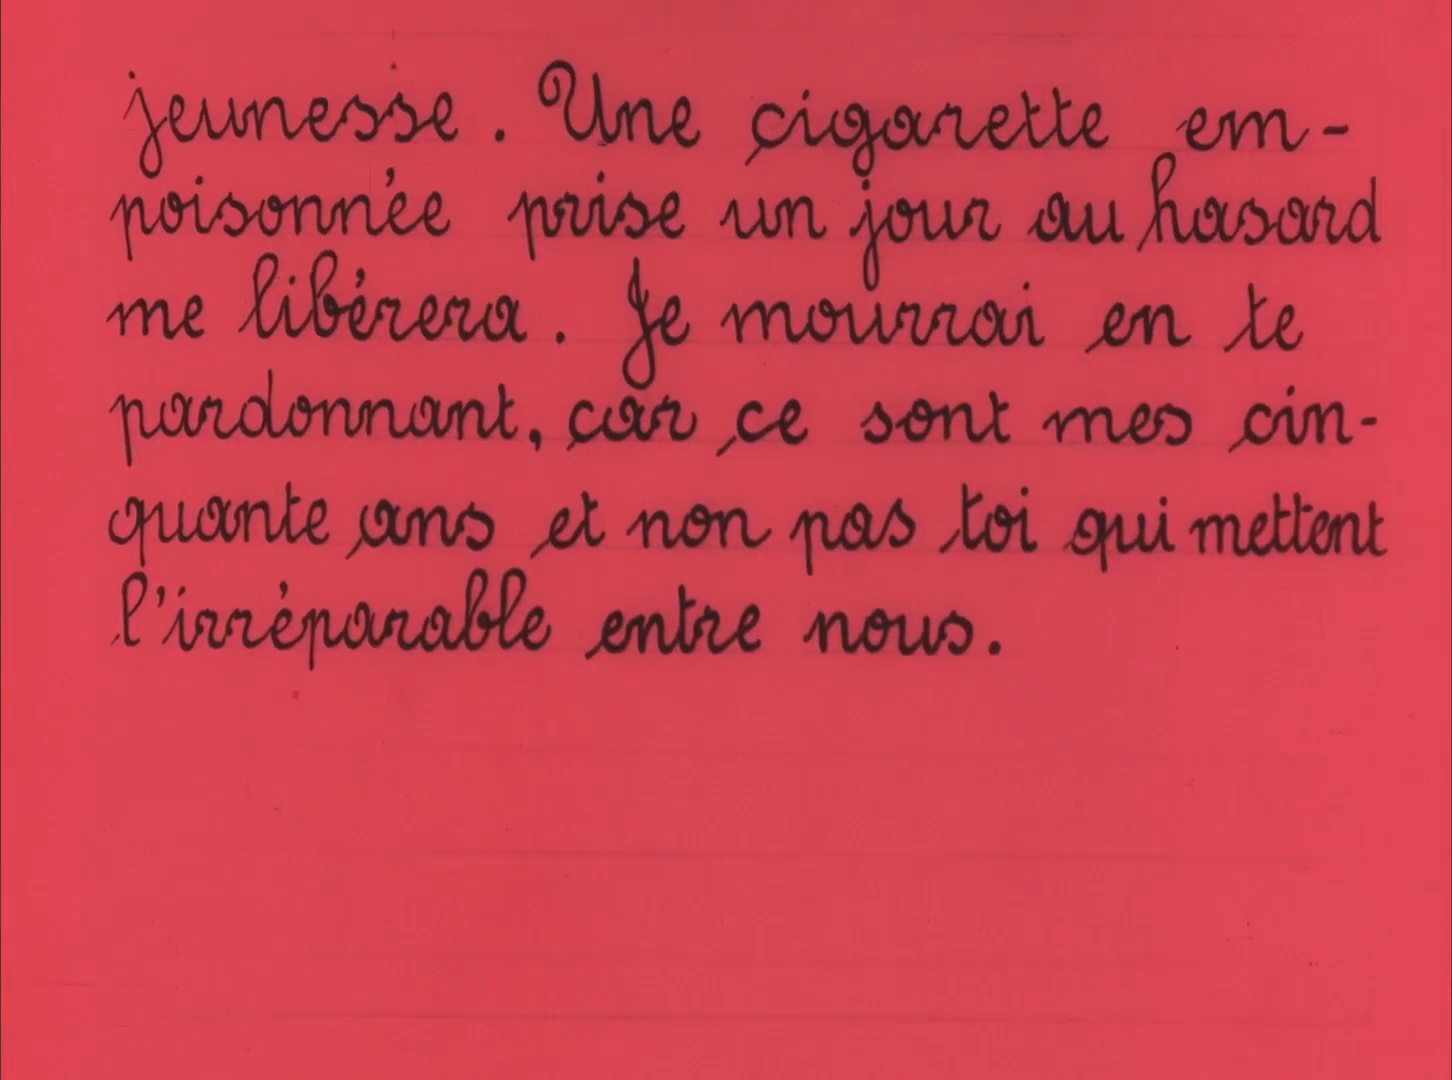 jeunesse. Une cigarette em-
poisonnée prise un jour au hasard
me libérera. Je mourrai en te
pardonnant, car ce sont mes cin-
quante ans et non pas toi qui mettent
l'irréparable entre nous.